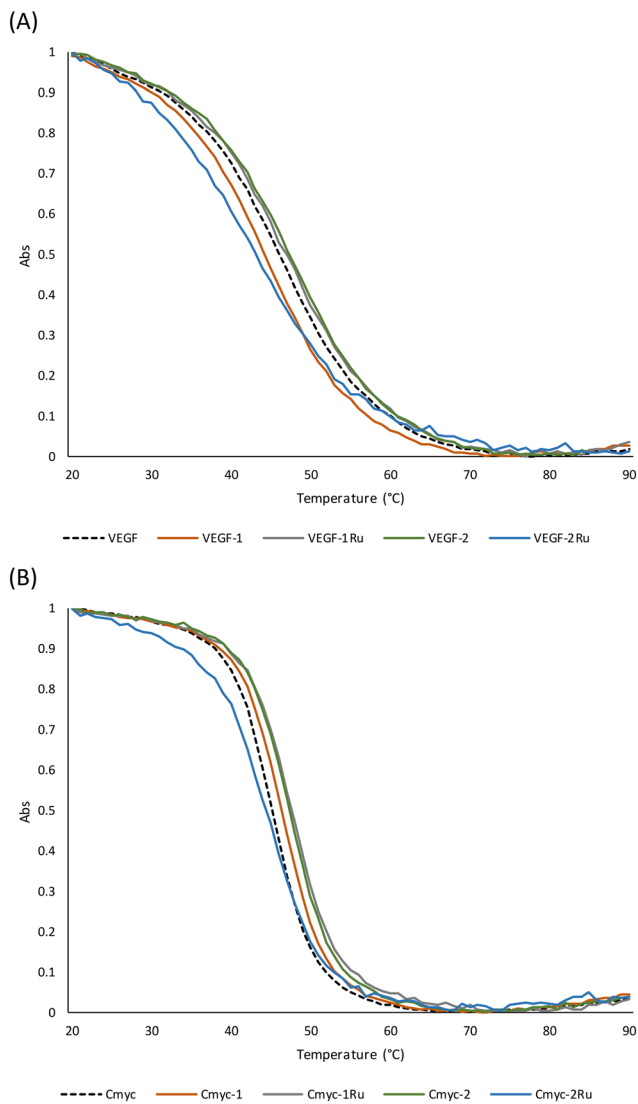 (A)
1
0.9
0.8
0.7
0.6
0.5
0.4
0.3
0.2
0.1
0
Abs
20 30 40 50 60 70 80 90
Temperature (°C)
VEGF VEGF-1 VEGF-1Ru VEGF-2 VEGF-2Ru
(B)
1
0.9
0.8
0.7
0.6
0.5
0.4
0.3
0.2
0.1
0
Abs
20 30 40 50 60 70 80 90
Temperature (°C)
Cmyc Cmyc-1 Cmyc-1Ru Cmyc-2 Cmyc-2Ru